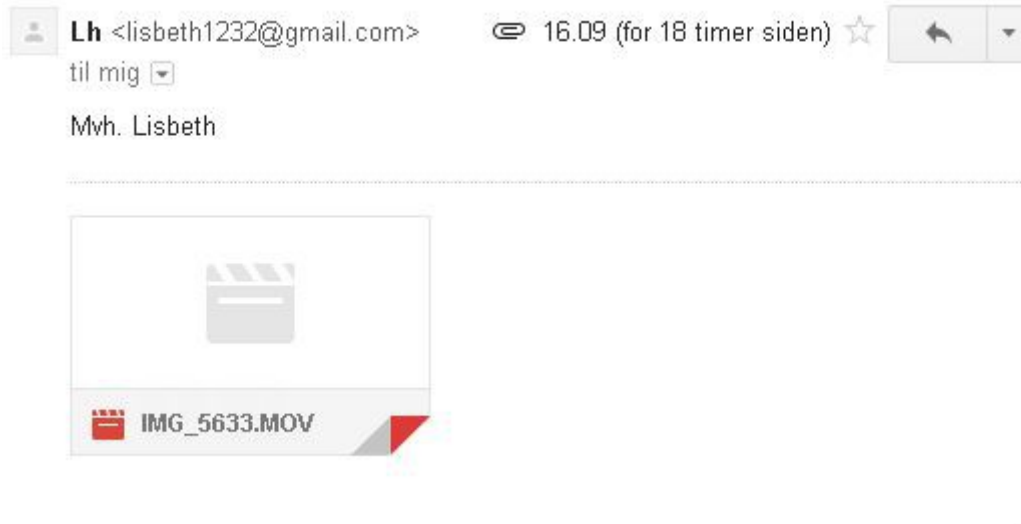 Lh <lisbeth1232@gmail.com> 16.09 (for 18 timer siden)
til mig
Mvh. Lisbeth
IMG_5633.MOV